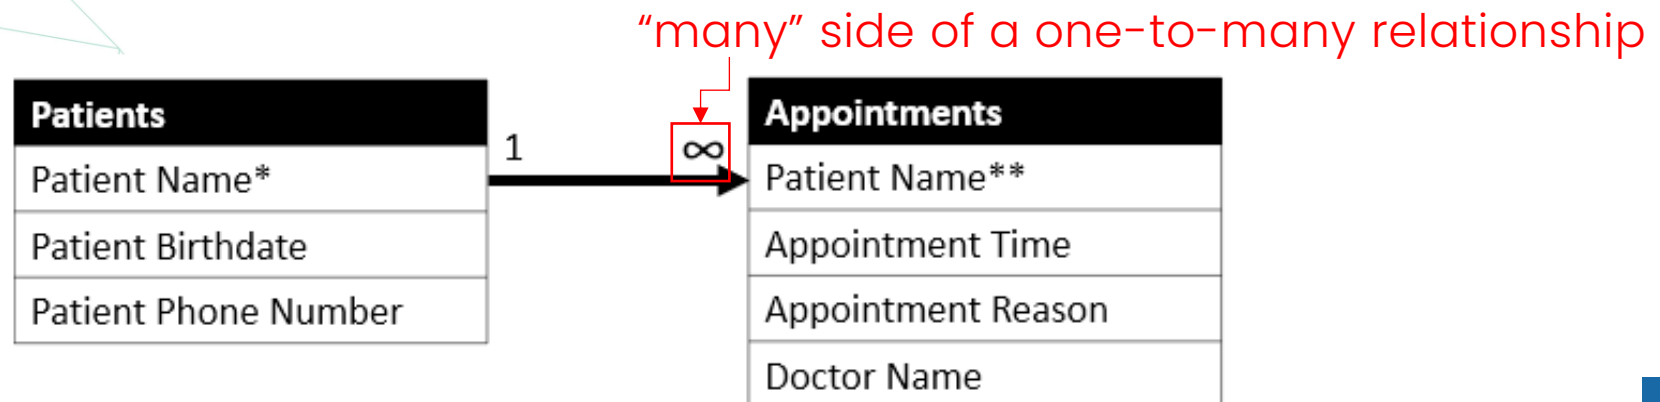 “many” side of a one-to-many relationship
Patients
Patient Name*
Patient Birthdate
Patient Phone Number
1
∞
Appointments
Patient Name**
Appointment Time
Appointment Reason
Doctor Name